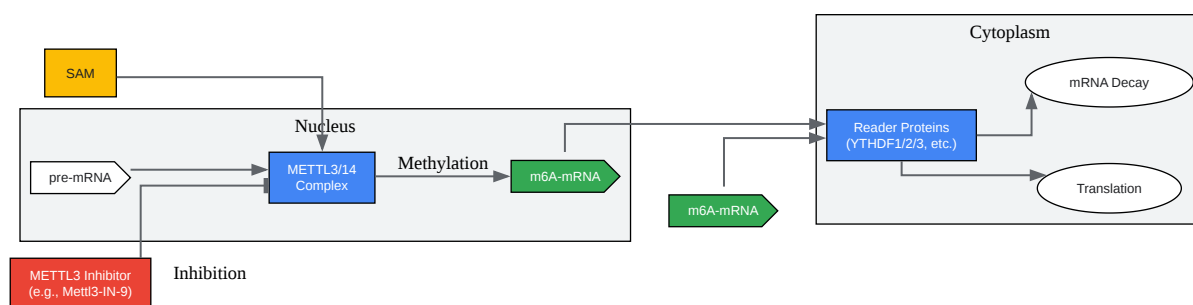 Cytoplasm
SAM
mRNA Decay
Nucleus
Reader Proteins
(YTHDF1/2/3, etc.)
Methylation
METTL3/14
Complex
pre-mRNA
m6A-mRNA
Translation
m6A-mRNA
METTL3 Inhibitor
(e.g., Mettl3-IN-9)
Inhibition